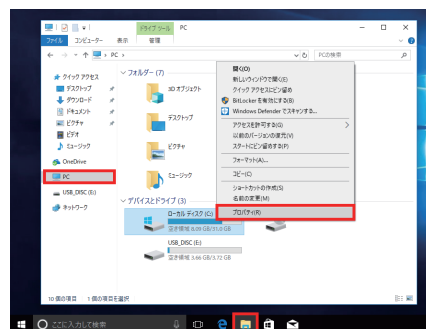 ドライブ ツール PC
ファイル コンピューター 表示 管理
PC PCの検索
クイック アクセス
デスクトップ
ダウンロード
ドキュメント
ピクチャ
ビデオ
ミュージック
OneDrive
PC
USB_DISC (E:)
ネットワーク
フォルダー (7)
3D オブジェクト
デスクトップ
ピクチャ
ミュージック
デバイスとドライブ (3)
ローカル ディスク (C:)
空き領域 8.09 GB/31.0 GB
USB_DISC (E:)
空き領域 3.66 GB/3.72 GB
開く(O)
新しいウィンドウで開く(E)
クイック アクセスにピン留め
BitLocker を有効にする(B)
Windows Defender でスキャンする...
アクセスを許可する(G)
以前のバージョンの復元(V)
スタートにピン留めする(P)
フォーマット(A)...
コピー(C)
ショートカットの作成(S)
名前の変更(M)
プロパティ(R)
10 個の項目 1 個の項目を選択
ここに入力して検索